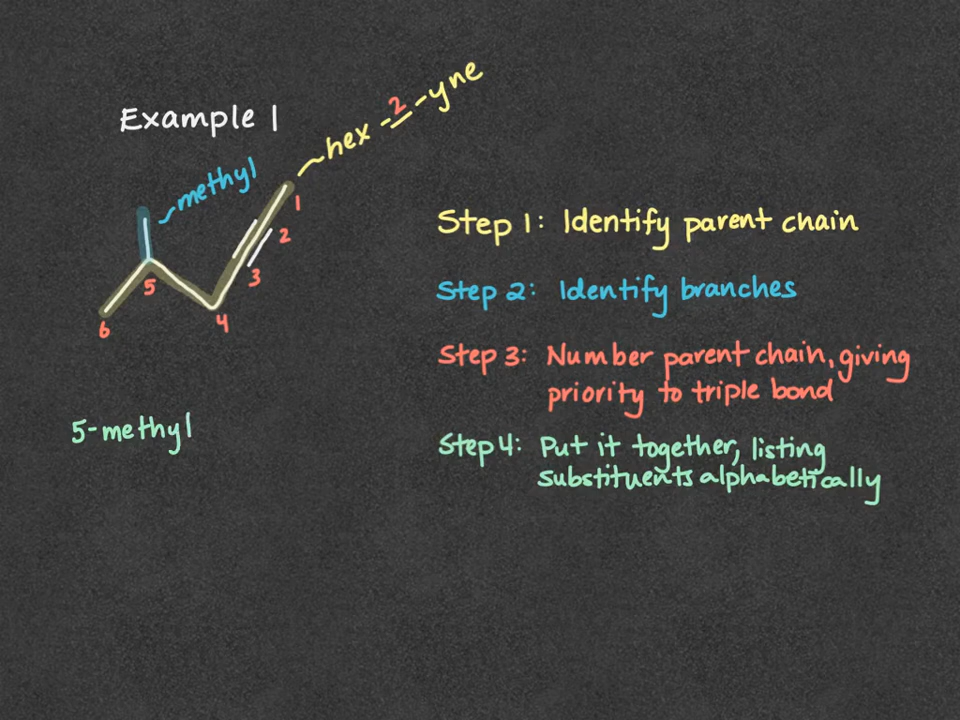 Example 1
hex-2-yne
methyl
1
2
3
4
5
6
5-methyl
Step 1: Identify parent chain
Step 2: Identify branches
Step 3: Number parent chain, giving
priority to triple bond
Step 4: Put it together, listing
substituents alphabetically